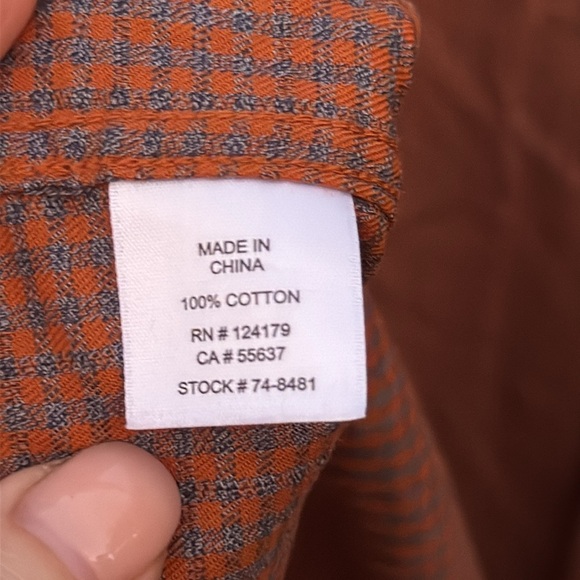 MADE IN
CHINA
100% COTTON
RN # 124179
CA # 55637
STOCK # 74-8481